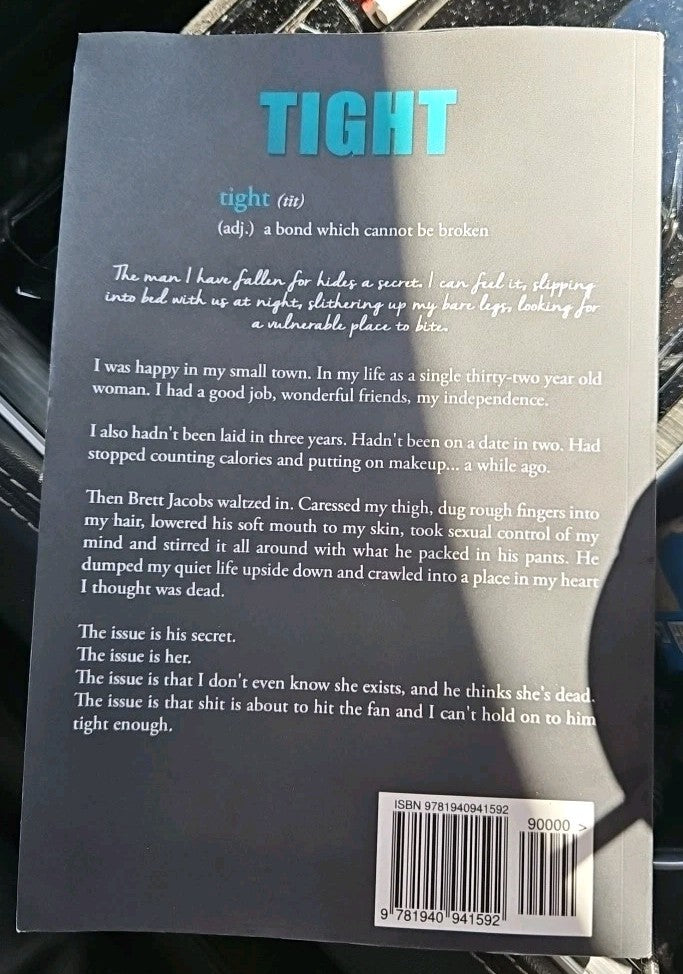 TIGHT
tight (tīt)
(adj.) a bond which cannot be broken
The man I have fallen for hides a secret. I can feel it, slipping
into bed with us at night, slithering up my bare legs, looking for
a vulnerable place to bite.
I was happy in my small town. In my life as a single thirty-two year old
woman. I had a good job, wonderful friends, my independence.
I also hadn't been laid in three years. Hadn't been on a date in two. Had
stopped counting calories and putting on makeup... a while ago.
Then Brett Jacobs waltzed in. Caressed my thigh, dug rough fingers into
my hair, lowered his soft mouth to my skin, took sexual control of my
mind and stirred it all around with what he packed in his pants. He
dumped my quiet life upside down and crawled into a place in my heart
I thought was dead.
The issue is his secret.
The issue is her.
The issue is that I don't even know she exists, and he thinks she's dead.
The issue is that shit is about to hit the fan and I can't hold on to him
tight enough.
ISBN 9781940941592
90000 >
9 781940 941592